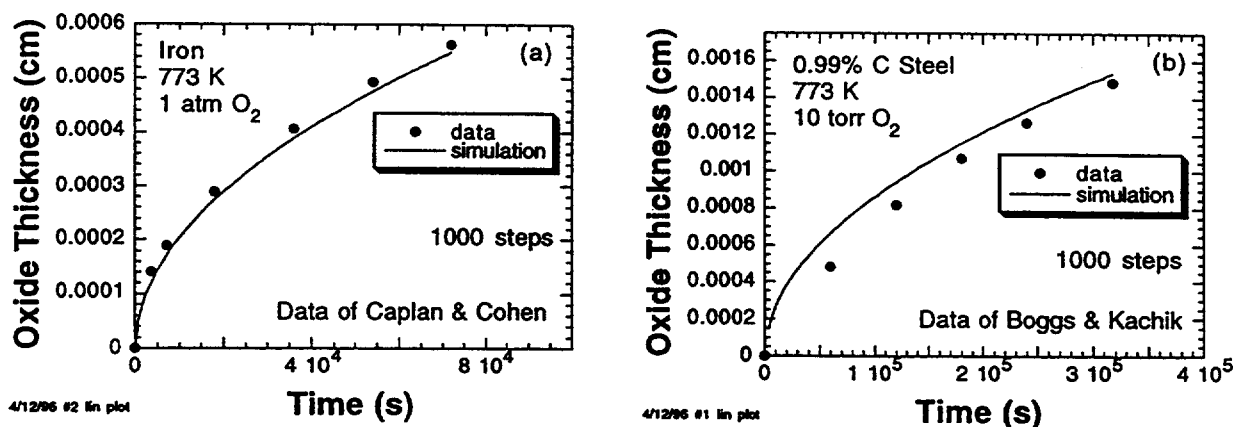 0.0006
0.0005
0.0004
0.0003
0.0002
0.0001
0
Oxide Thickness (cm)
Iron
773 K
1 atm O2
(a)
data
simulation
1000 steps
Data of Caplan & Cohen
0
4 10^4
8 10^4
Time (s)
4/12/96 #2 lin plot
0.0016
0.0014
0.0012
0.001
0.0008
0.0006
0.0004
0.0002
0
Oxide Thickness (cm)
0.99% C Steel
773 K
10 torr O2
(b)
data
simulation
1000 steps
Data of Boggs & Kachik
0
1 10^5
2 10^5
3 10^5
4 10^5
Time (s)
4/12/96 #1 lin plot